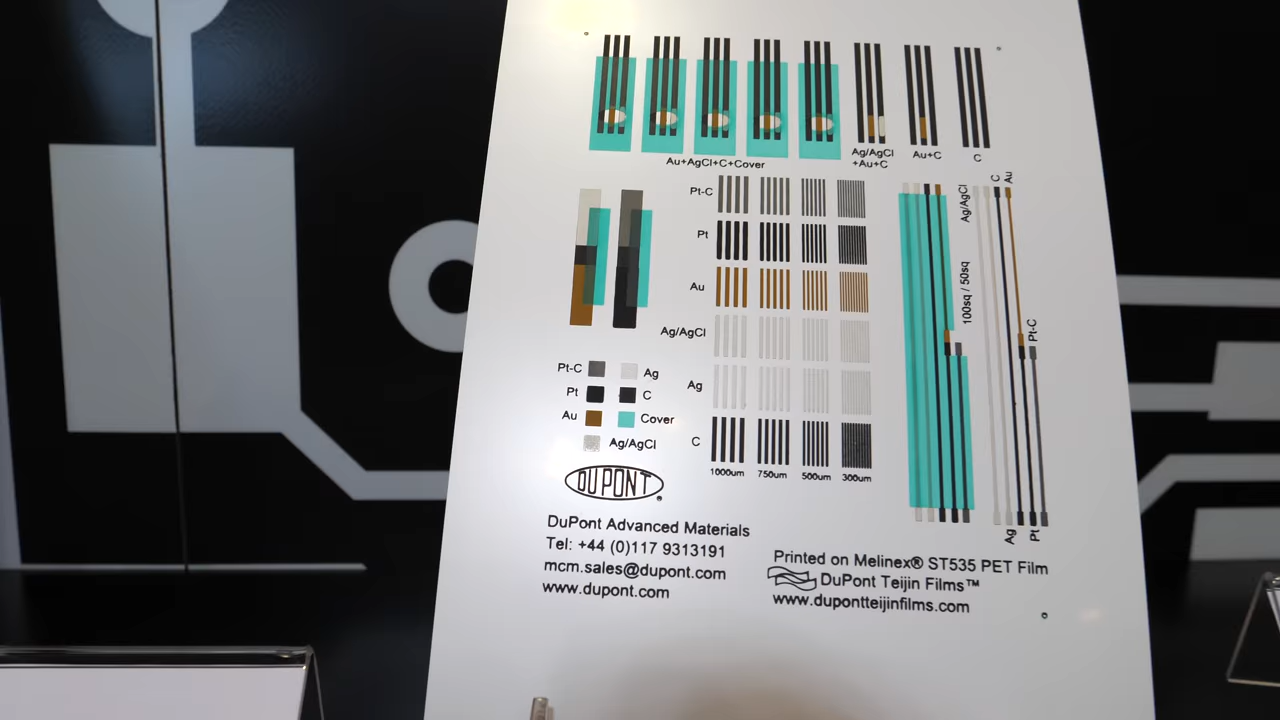 Au+AgCl+C+Cover
Ag/AgCl
+Au+C
Au+C
C
Pt-C
Pt
Au
Ag/AgCl
Ag
C
1000um 750um 500um 300um
Pt-C Ag
Pt C
Au Cover
Ag/AgCl
Ag/AgCl
C
Au
100sq / 50sq
Pt-C
Ag
Pt
DUPONT
DuPont Advanced Materials
Tel: +44 (0)117 9313191
mcm.sales@dupont.com
www.dupont.com
Printed on Melinex® ST535 PET Film
DuPont Teijin Films™
www.dupontteijinfilms.com